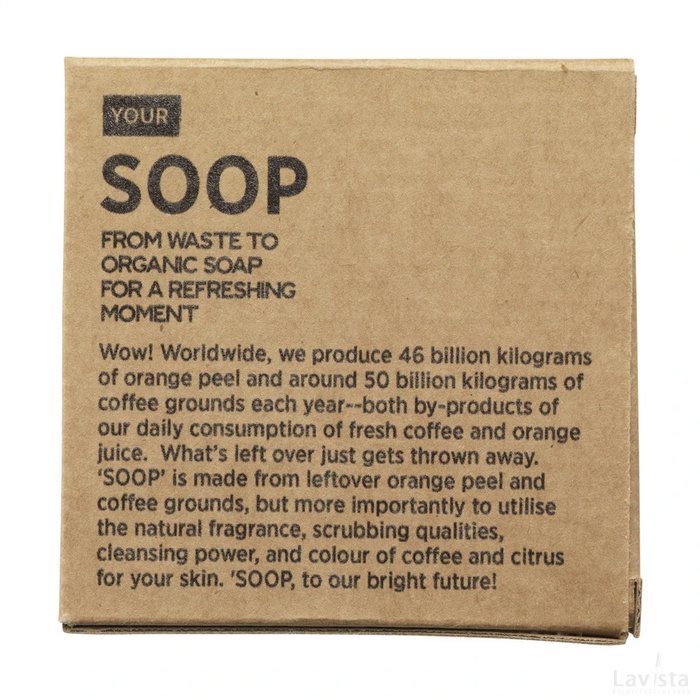 YOUR
SOOP
FROM WASTE TO
ORGANIC SOAP
FOR A REFRESHING
MOMENT
Wow! Worldwide, we produce 46 billion kilograms
of orange peel and around 50 billion kilograms of
coffee grounds each year--both by-products of
our daily consumption of fresh coffee and orange
juice. What's left over just gets thrown away.
'SOOP' is made from leftover orange peel and
coffee grounds, but more importantly to utilise
the natural fragrance, scrubbing qualities,
cleansing power, and colour of coffee and citrus
for your skin. 'SOOP, to our bright future!
Lavista